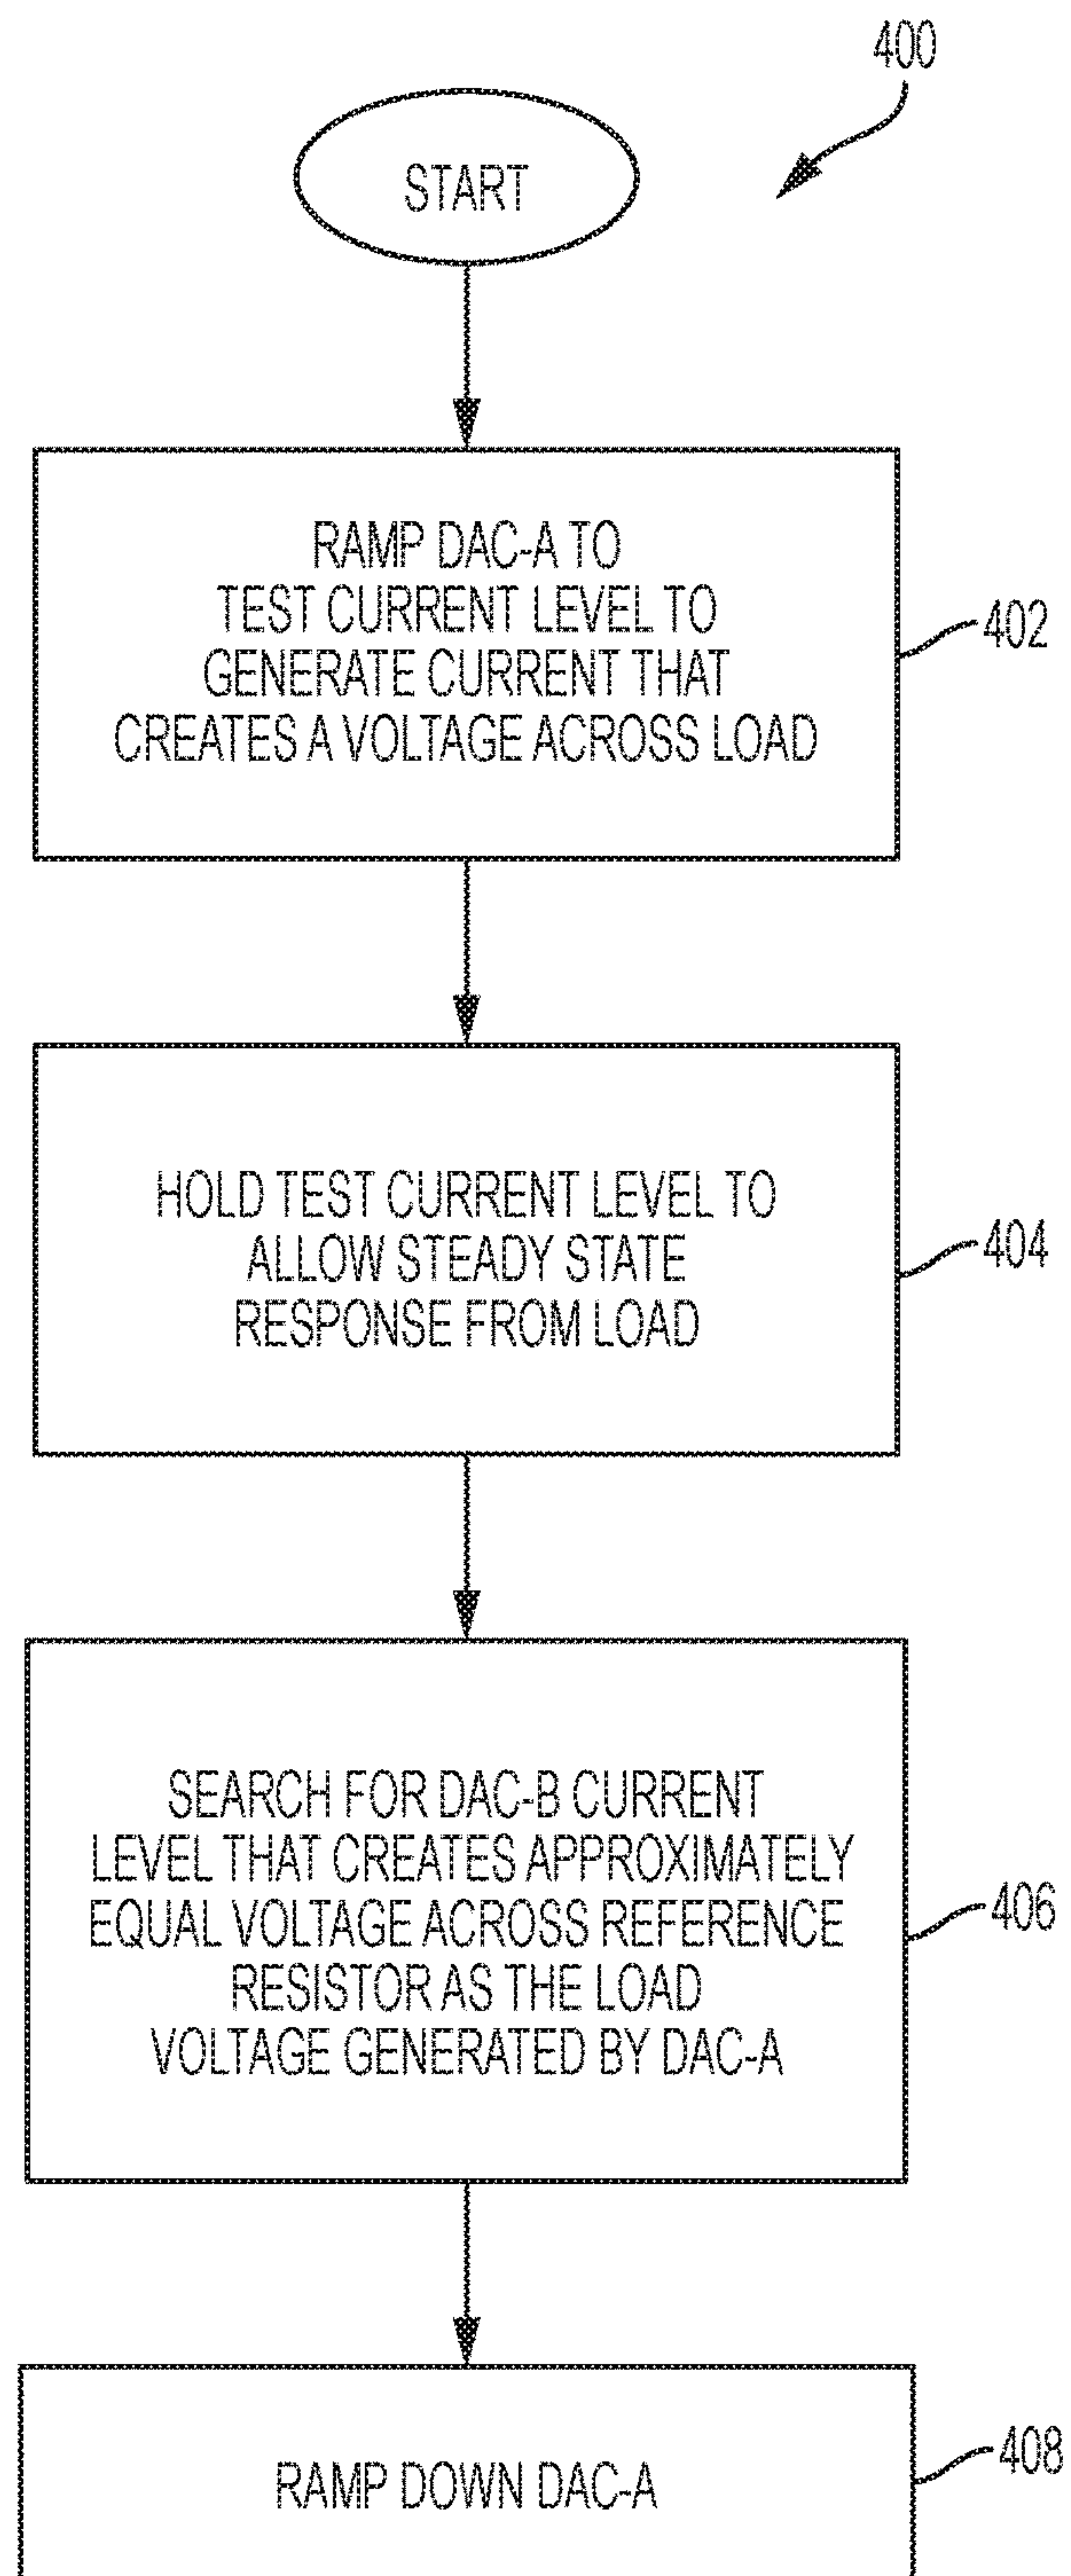 400
START
RAMP DAC-A TO
TEST CURRENT LEVEL TO
GENERATE CURRENT THAT
CREATES A VOLTAGE ACROSS LOAD
402
HOLD TEST CURRENT LEVEL TO
ALLOW STEADY STATE
RESPONSE FROM LOAD
404
SEARCH FOR DAC-B CURRENT
LEVEL THAT CREATES APPROXIMATELY
EQUAL VOLTAGE ACROSS REFERENCE
RESISTOR AS THE LOAD
VOLTAGE GENERATED BY DAC-A
406
RAMP DOWN DAC-A
408